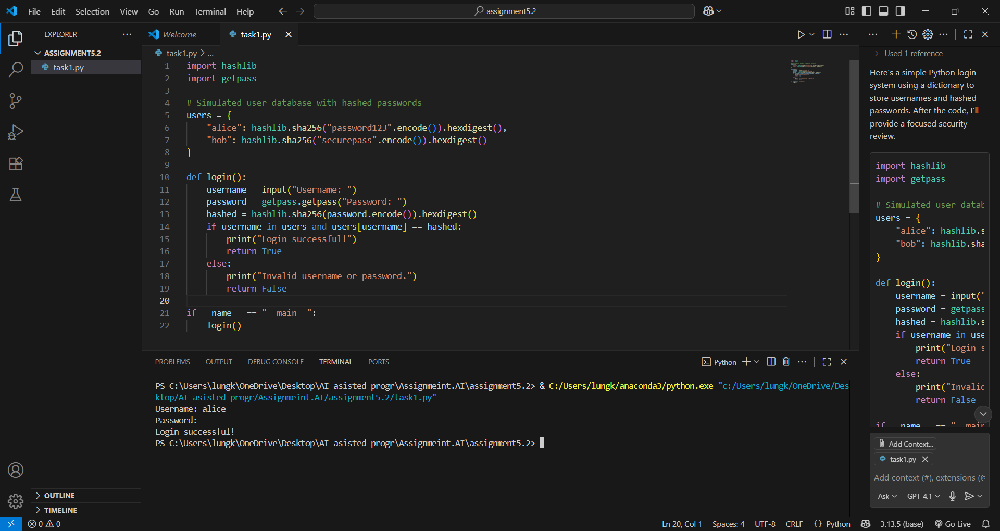 File Edit Selection View Go Run Terminal Help
assignment5.2
EXPLORER
ASSIGNMENT5.2
task1.py
OUTLINE
TIMELINE
Welcome
task1.py
task1.py > ...
1 import hashlib
2 import getpass
3
4 # Simulated user database with hashed passwords
5 users = {
6     "alice": hashlib.sha256("password123".encode()).hexdigest(),
7     "bob": hashlib.sha256("securepass".encode()).hexdigest()
8 }
9
10 def login():
11     username = input("Username: ")
12     password = getpass.getpass("Password: ")
13     hashed = hashlib.sha256(password.encode()).hexdigest()
14     if username in users and users[username] == hashed:
15         print("Login successful!")
16         return True
17     else:
18         print("Invalid username or password.")
19         return False
20
21 if __name__ == "__main__":
22     login()
PROBLEMS OUTPUT DEBUG CONSOLE TERMINAL PORTS
Python
PS C:\Users\lungk\OneDrive\Desktop\AI asisted progr\Assignmeint.AI\assignment5.2> & C:/Users/lungk/anaconda3/python.exe "c:/Users/lungk/OneDrive/Des
ktop/AI asisted progr/Assignmeint.AI/assignment5.2/task1.py"
Username: alice
Password:
Login successful!
PS C:\Users\lungk\OneDrive\Desktop\AI asisted progr\Assignmeint.AI\assignment5.2>
Used 1 reference
Here's a simple Python login
system using a dictionary to
store usernames and hashed
passwords. After the code, I'll
provide a focused security
review.
import hashlib
import getpass
# Simulated user datab
users = {
    "alice": hashlib.s
    "bob": hashlib.sha
}
def login():
    username = input("
    password = getpass
    hashed = hashlib.s
    if username in use
        print("Login s
        return True
    else:
        print("Invalid
        return False
if __name__ == "__main
Add Context...
task1.py
Add context (#), extensions (@
Ask GPT-4.1
0 0
Ln 20, Col 1 Spaces: 4 UTF-8 CRLF {} Python 3.13.5 (base) Go Live